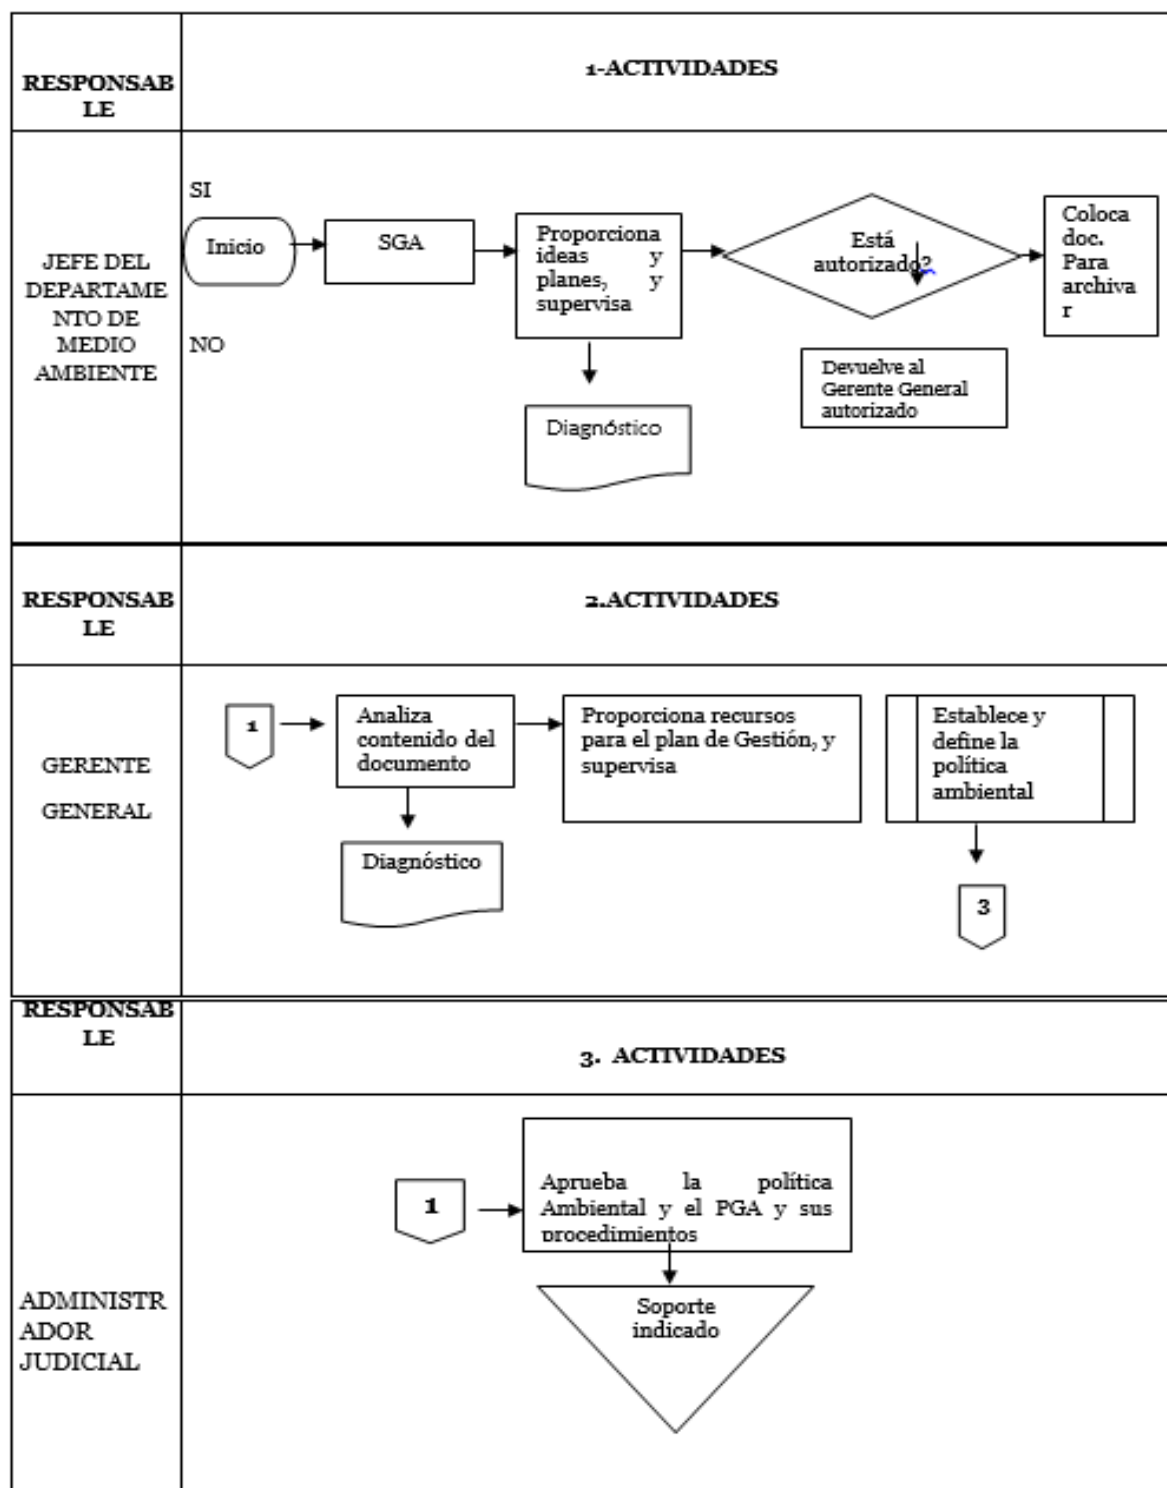 RESPONSAB
LE
1-ACTIVIDADES
JEFE DEL
DEPARTAME
NTO DE
MEDIO
AMBIENTE
SI
NO
Inicio
SGA
Proporciona
ideas y
planes, y
supervisa
Diagnóstico
Está
autorizado?
Devuelve al
Gerente General
autorizado
Coloca
doc.
Para
archiva
r
RESPONSAB
LE
2.ACTIVIDADES
GERENTE
GENERAL
1
Analiza
contenido del
documento
Diagnóstico
Proporciona recursos
para el plan de Gestión, y
supervisa
Establece y
define la
política
ambiental
3
RESPONSAB
LE
3. ACTIVIDADES
ADMINISTR
ADOR
JUDICIAL
1
Aprueba la política
Ambiental y el PGA y sus
procedimientos
Soporte
indicado